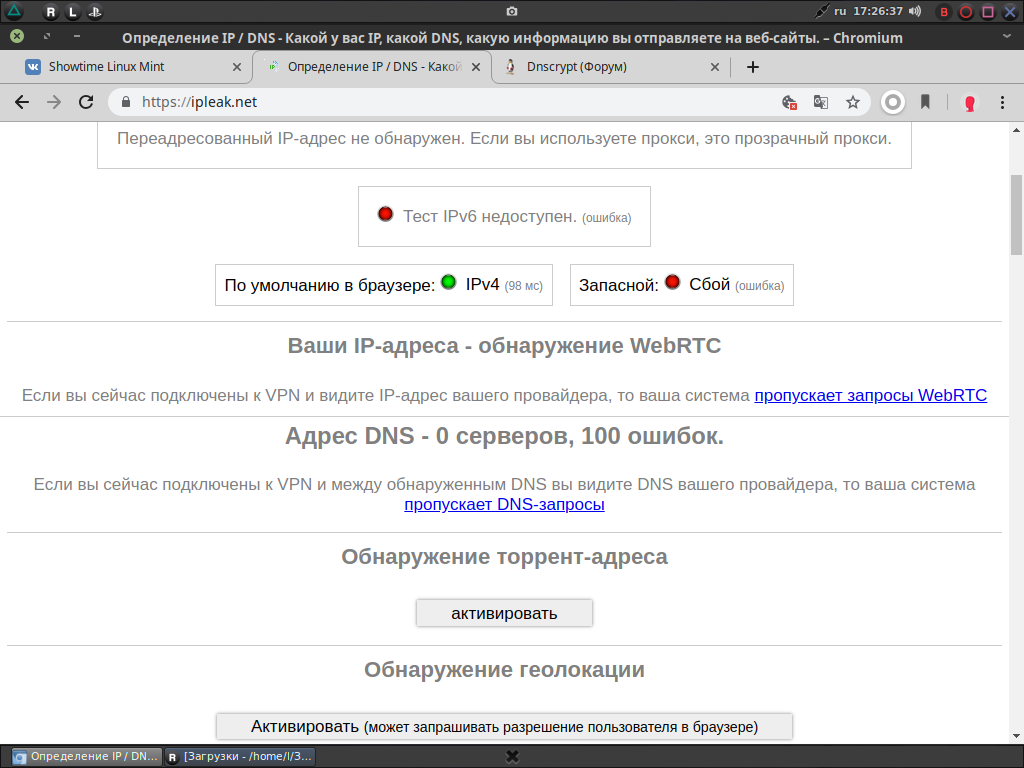 R L ru 17:26:37 B
Определение IP / DNS - Какой у вас IP, какой DNS, какую информацию вы отправляете на веб-сайты. – Chromium
Showtime Linux Mint Определение IP / DNS - Какой Dnscrypt (Форум)
https://ipleak.net
Переадресованный IP-адрес не обнаружен. Если вы используете прокси, это прозрачный прокси.
Тест IPv6 недоступен. (ошибка)
По умолчанию в браузере: IPv4 (98 мс) Запасной: Сбой (ошибка)
Ваши IP-адреса - обнаружение WebRTC
Если вы сейчас подключены к VPN и видите IP-адрес вашего провайдера, то ваша система пропускает запросы WebRTC
Адрес DNS - 0 серверов, 100 ошибок.
Если вы сейчас подключены к VPN и между обнаруженным DNS вы видите DNS вашего провайдера, то ваша система
пропускает DNS-запросы
Обнаружение торрент-адреса
активировать
Обнаружение геолокации
Активировать (может запрашивать разрешение пользователя в браузере)
Определение IP / DN... R [Загрузки - /home/l/З...